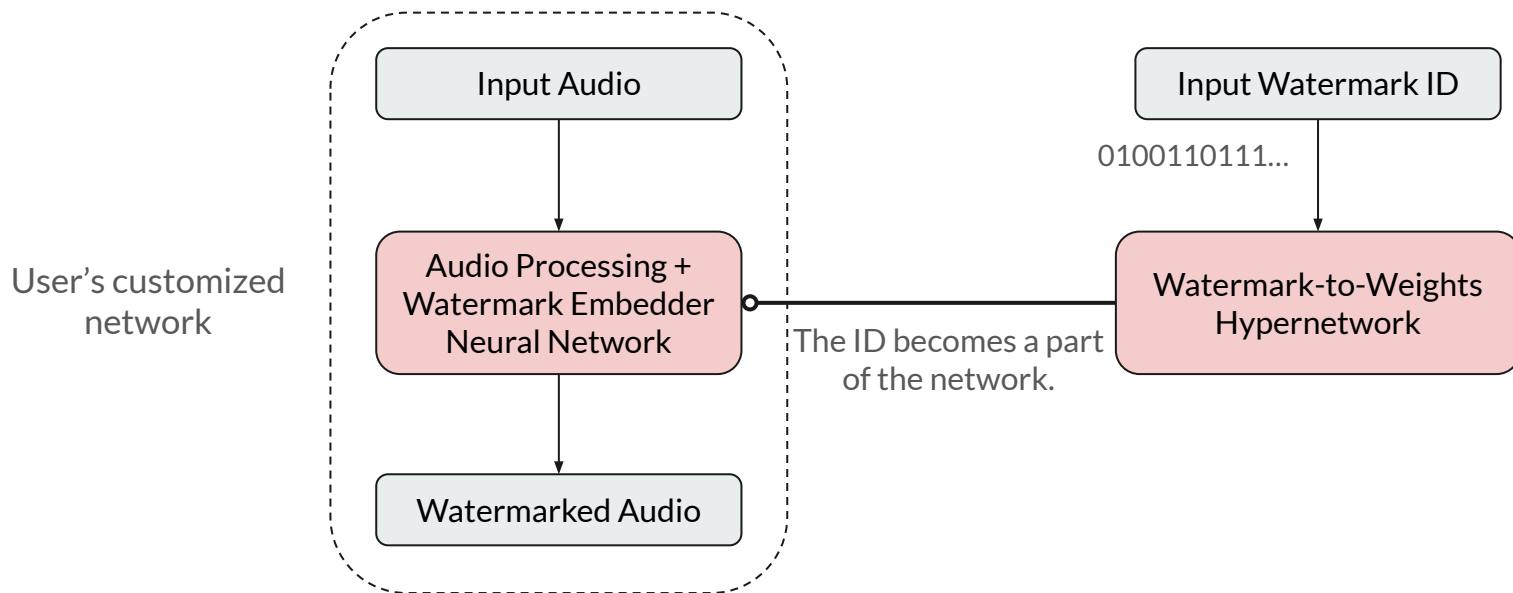 Input Audio
Input Watermark ID
0100110111...
User's customized
network
Audio Processing +
Watermark Embedder
Neural Network
Watermark-to-Weights
Hypernetwork
The ID becomes a part
of the network.
Watermarked Audio